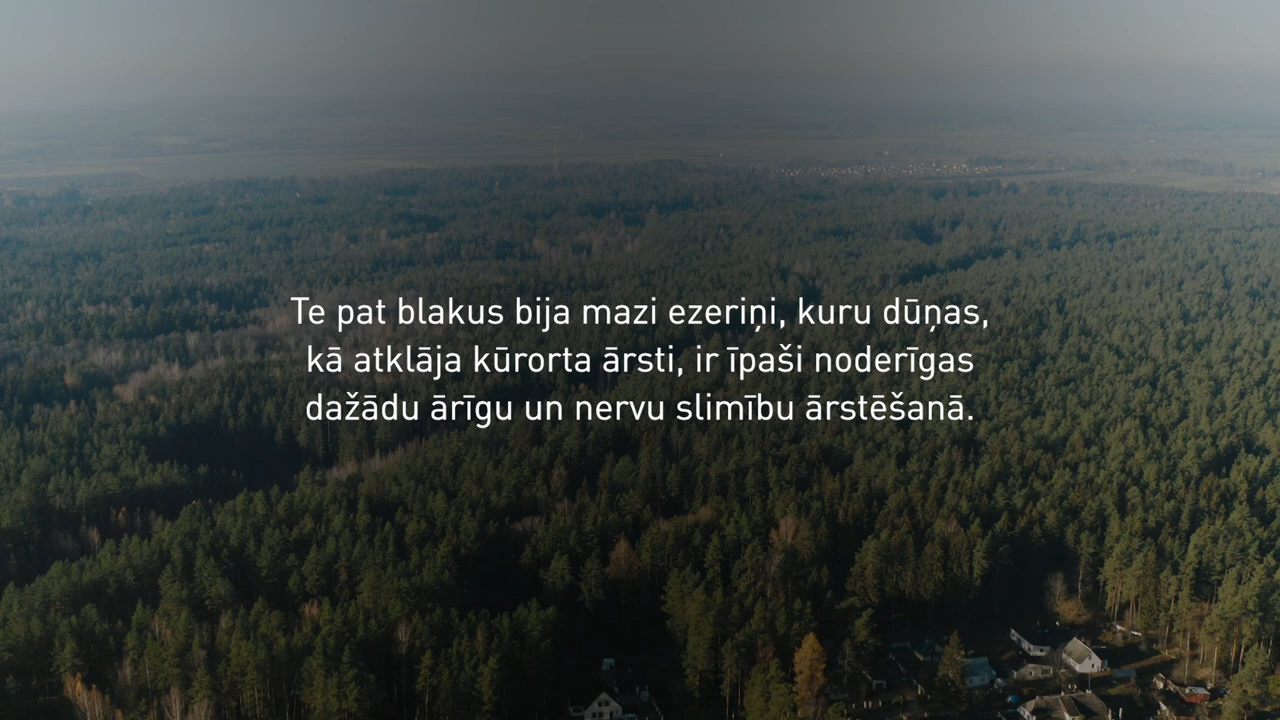 Te pat blakus bija mazi ezeriņi, kuru dūņas,
kā atklāja kūrorta ārsti, ir īpaši noderīgas
dažādu ārīgu un nervu slimību ārstēšanā.